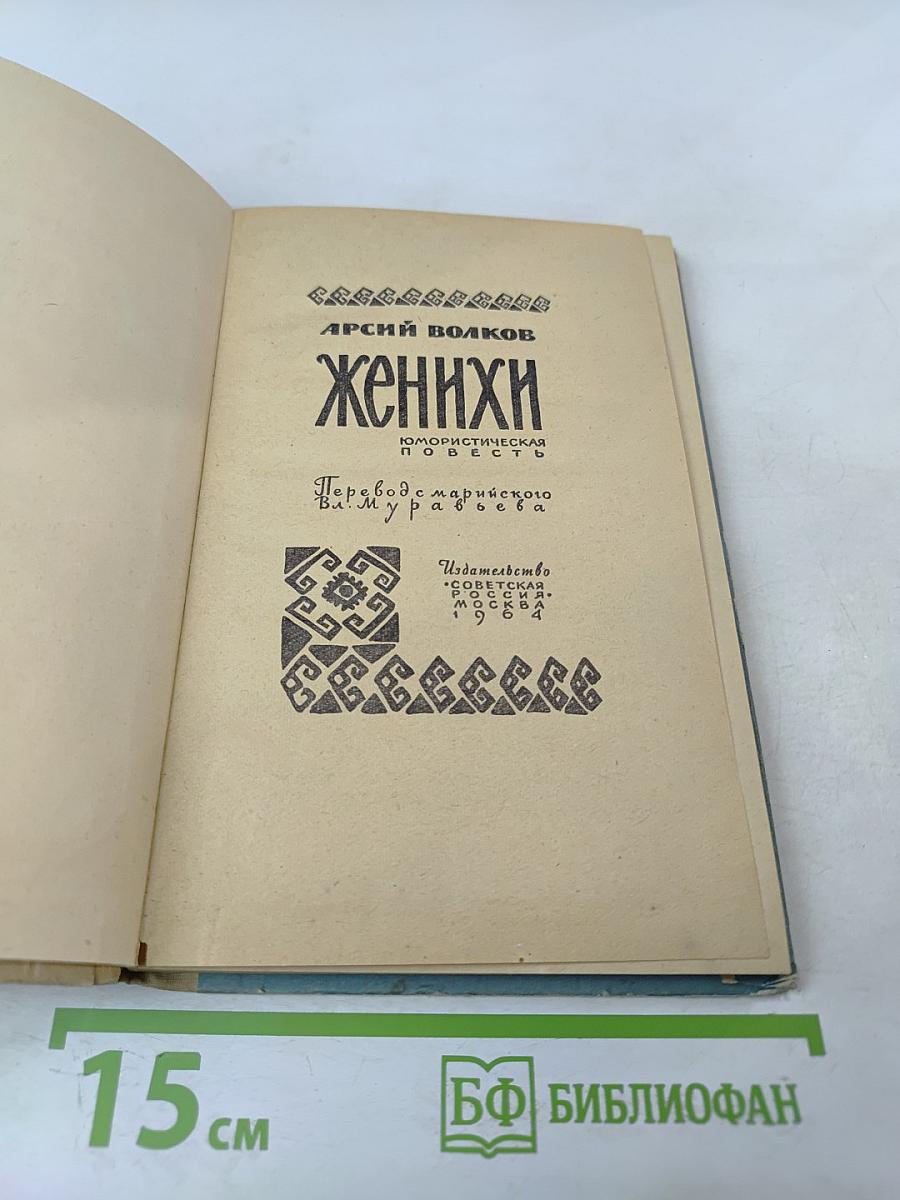 АРСИЙ ВОЛКОВ
ЖЕНИХИ
ЮМОРИСТИЧЕСКАЯ
ПОВЕСТЬ
Перевод с марийского
Вл. Муравьева
Издательство
"СОВЕТСКАЯ
РОССИЯ"
МОСКВА
1964
15 см
БФ БИБЛИОФАН